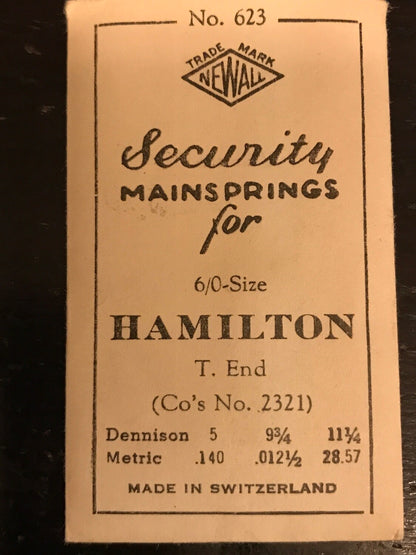 No. 623
TRADE MARK
NEWALL
Security
MAINSPRINGS
for
6/0-Size
HAMILTON
T. End
(Co's No. 2321)
Dennison 5 9¾ 11¼
Metric .140 .012½ 28.57
MADE IN SWITZERLAND